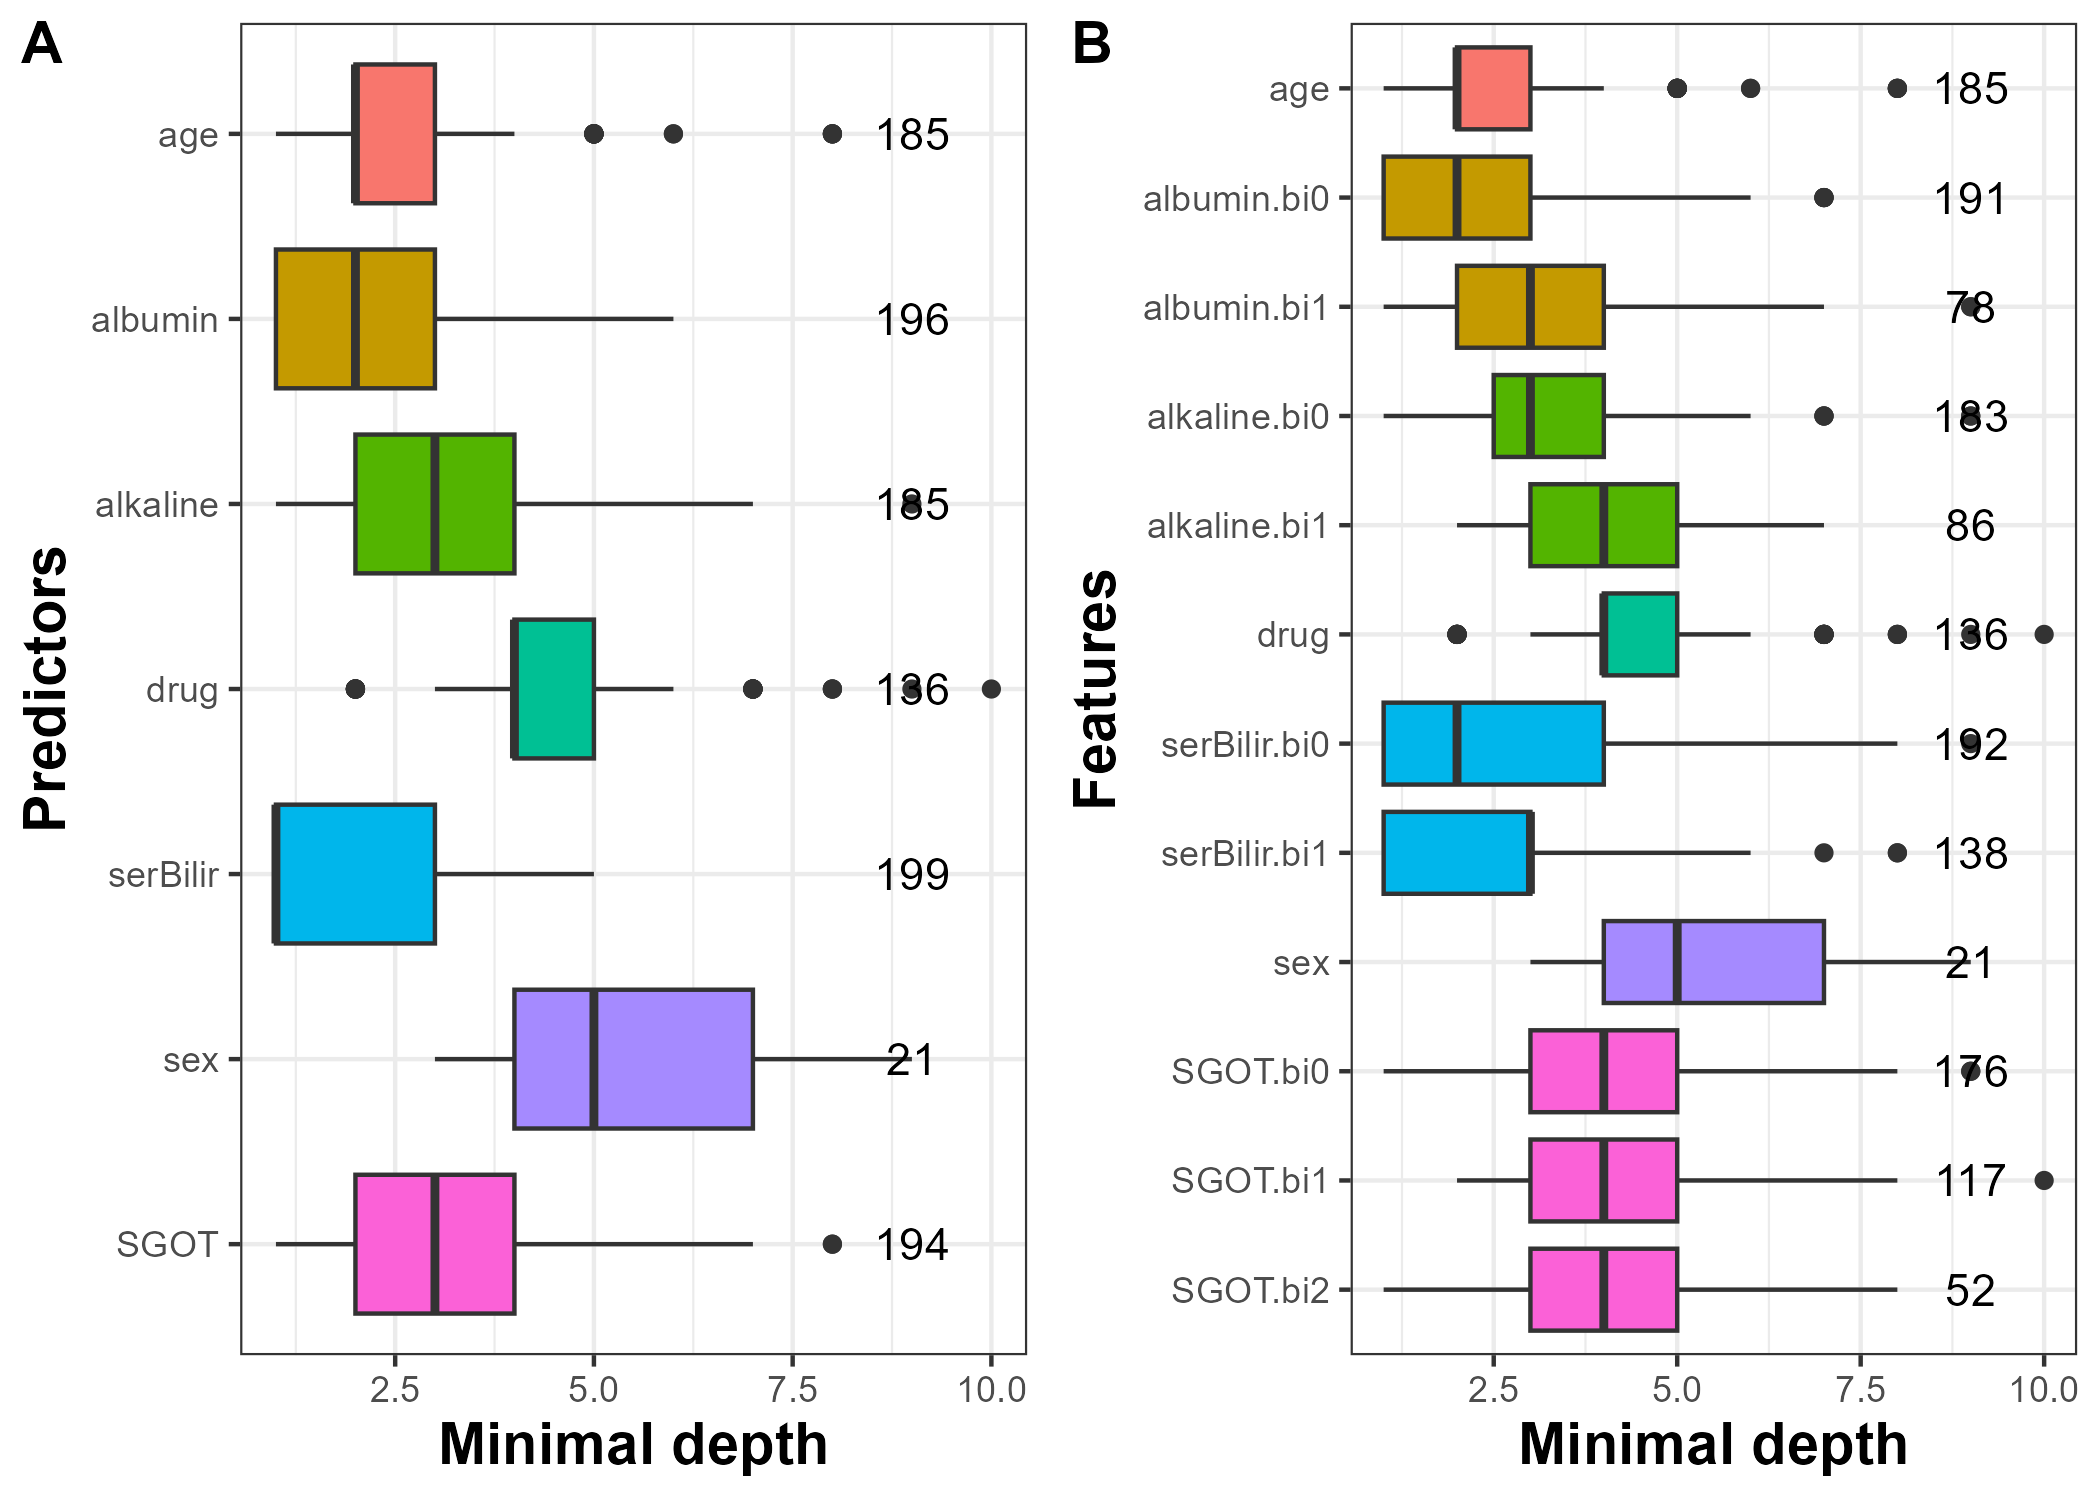 A
Predictors
age
albumin
alkaline
drug
serBilir
sex
SGOT
185
196
185
136
199
21
194
2.5 5.0 7.5 10.0
Minimal depth
B
Features
age
albumin.bi0
albumin.bi1
alkaline.bi0
alkaline.bi1
drug
serBilir.bi0
serBilir.bi1
sex
SGOT.bi0
SGOT.bi1
SGOT.bi2
185
191
78
183
86
136
192
138
21
176
117
52
2.5 5.0 7.5 10.0
Minimal depth